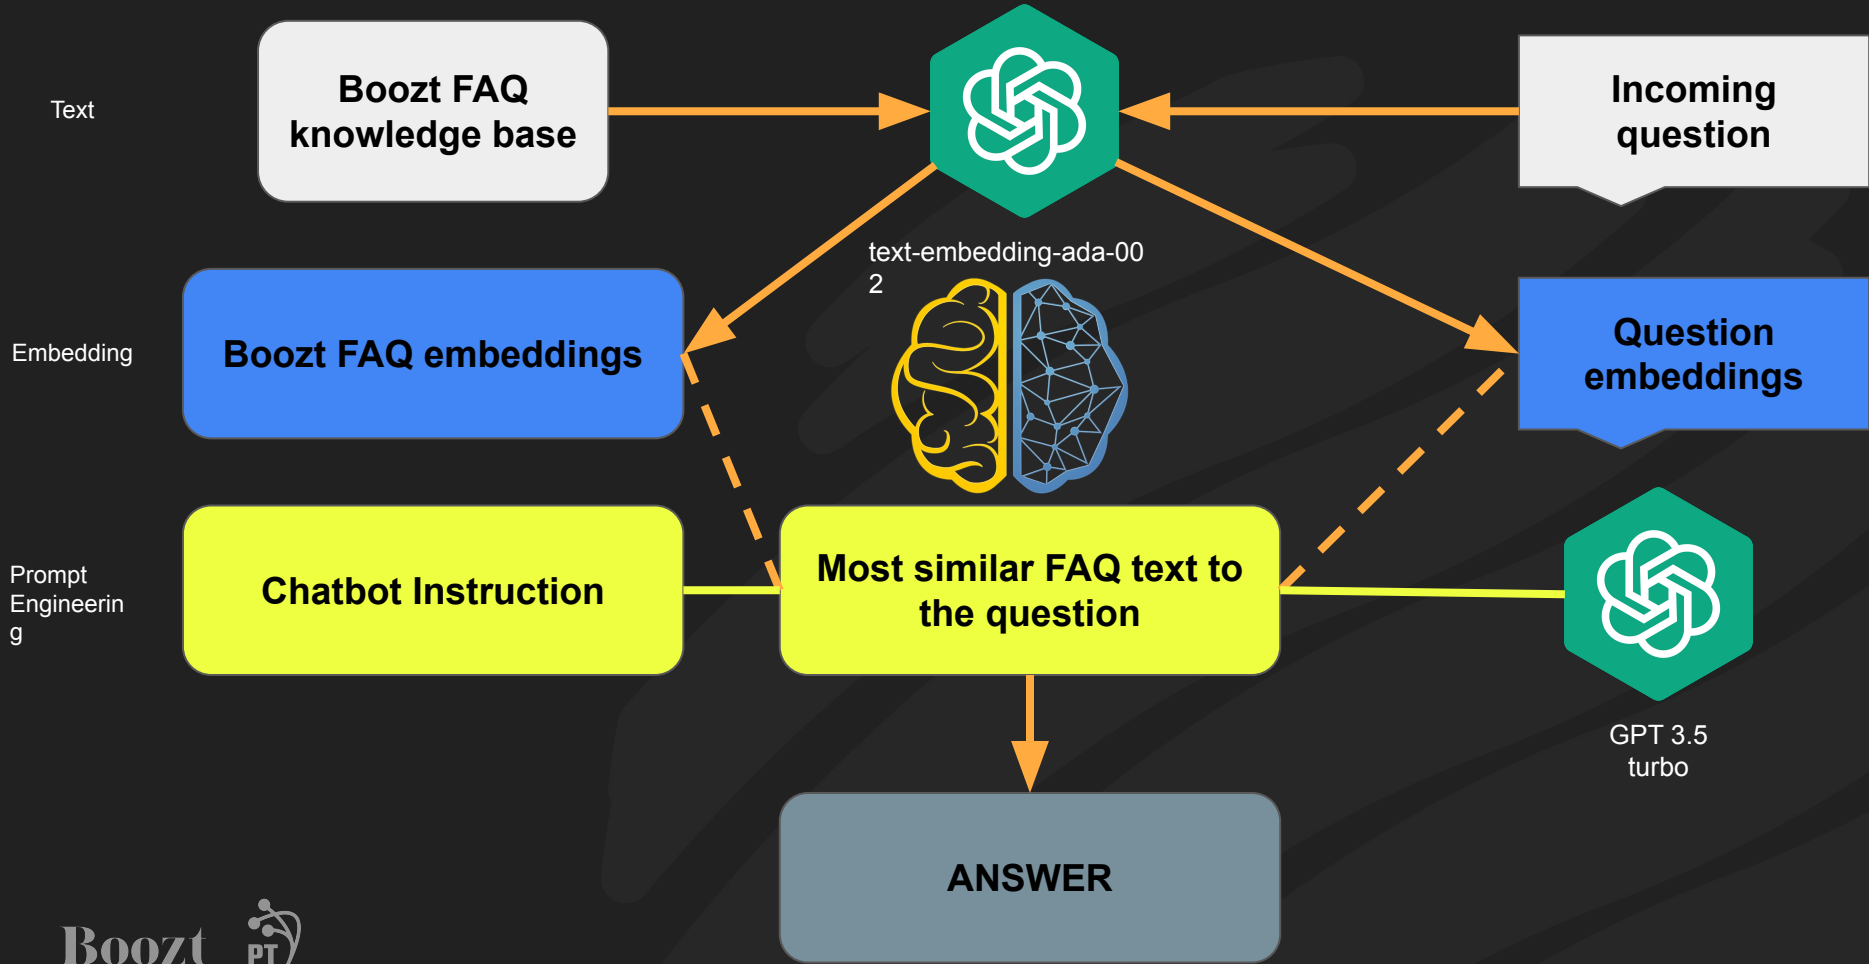 Text
Boozt FAQ
knowledge base
Incoming
question
text-embedding-ada-00
2
Embedding
Boozt FAQ embeddings
Question
embeddings
Prompt
Engineerin
g
Chatbot Instruction
Most similar FAQ text to
the question
GPT 3.5
turbo
ANSWER
Boozt
PT